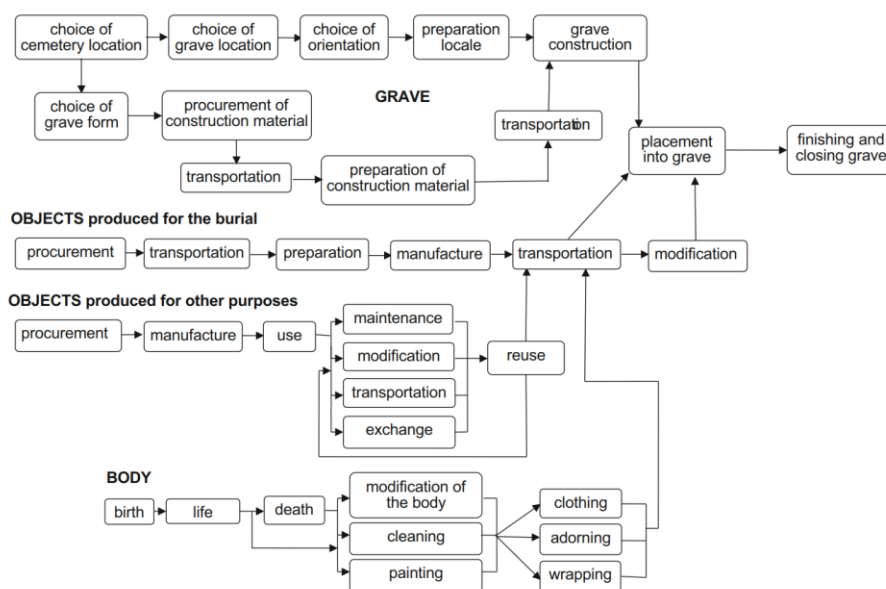 choice of
cemetery location
choice of
grave location
choice of
orientation
preparation
locale
grave
construction
GRAVE
choice of
grave form
procurement of
construction material
transportation
placement
into grave
finishing and
closing grave
transportation
preparation of
construction material
OBJECTS produced for the burial
procurement
transportation
preparation
manufacture
transportation
modification
OBJECTS produced for other purposes
procurement
manufacture
use
maintenance
modification
transportation
exchange
reuse
BODY
birth
life
death
modification of
the body
cleaning
painting
clothing
adorning
wrapping